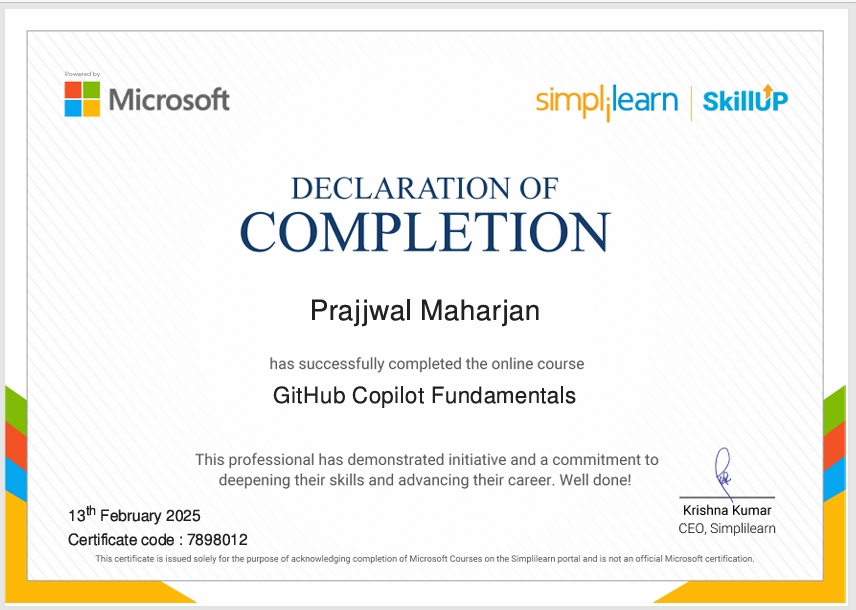 Powered by
Microsoft
simplilearn | SkillUP
DECLARATION OF
COMPLETION
Prajjwal Maharjan
has successfully completed the online course
GitHub Copilot Fundamentals
This professional has demonstrated initiative and a commitment to
deepening their skills and advancing their career. Well done!
13th February 2025
Certificate code : 7898012
Krishna Kumar
CEO, Simplilearn
This certificate is issued solely for the purpose of acknowledging completion of Microsoft Courses on the Simplilearn portal and is not an official Microsoft certification.